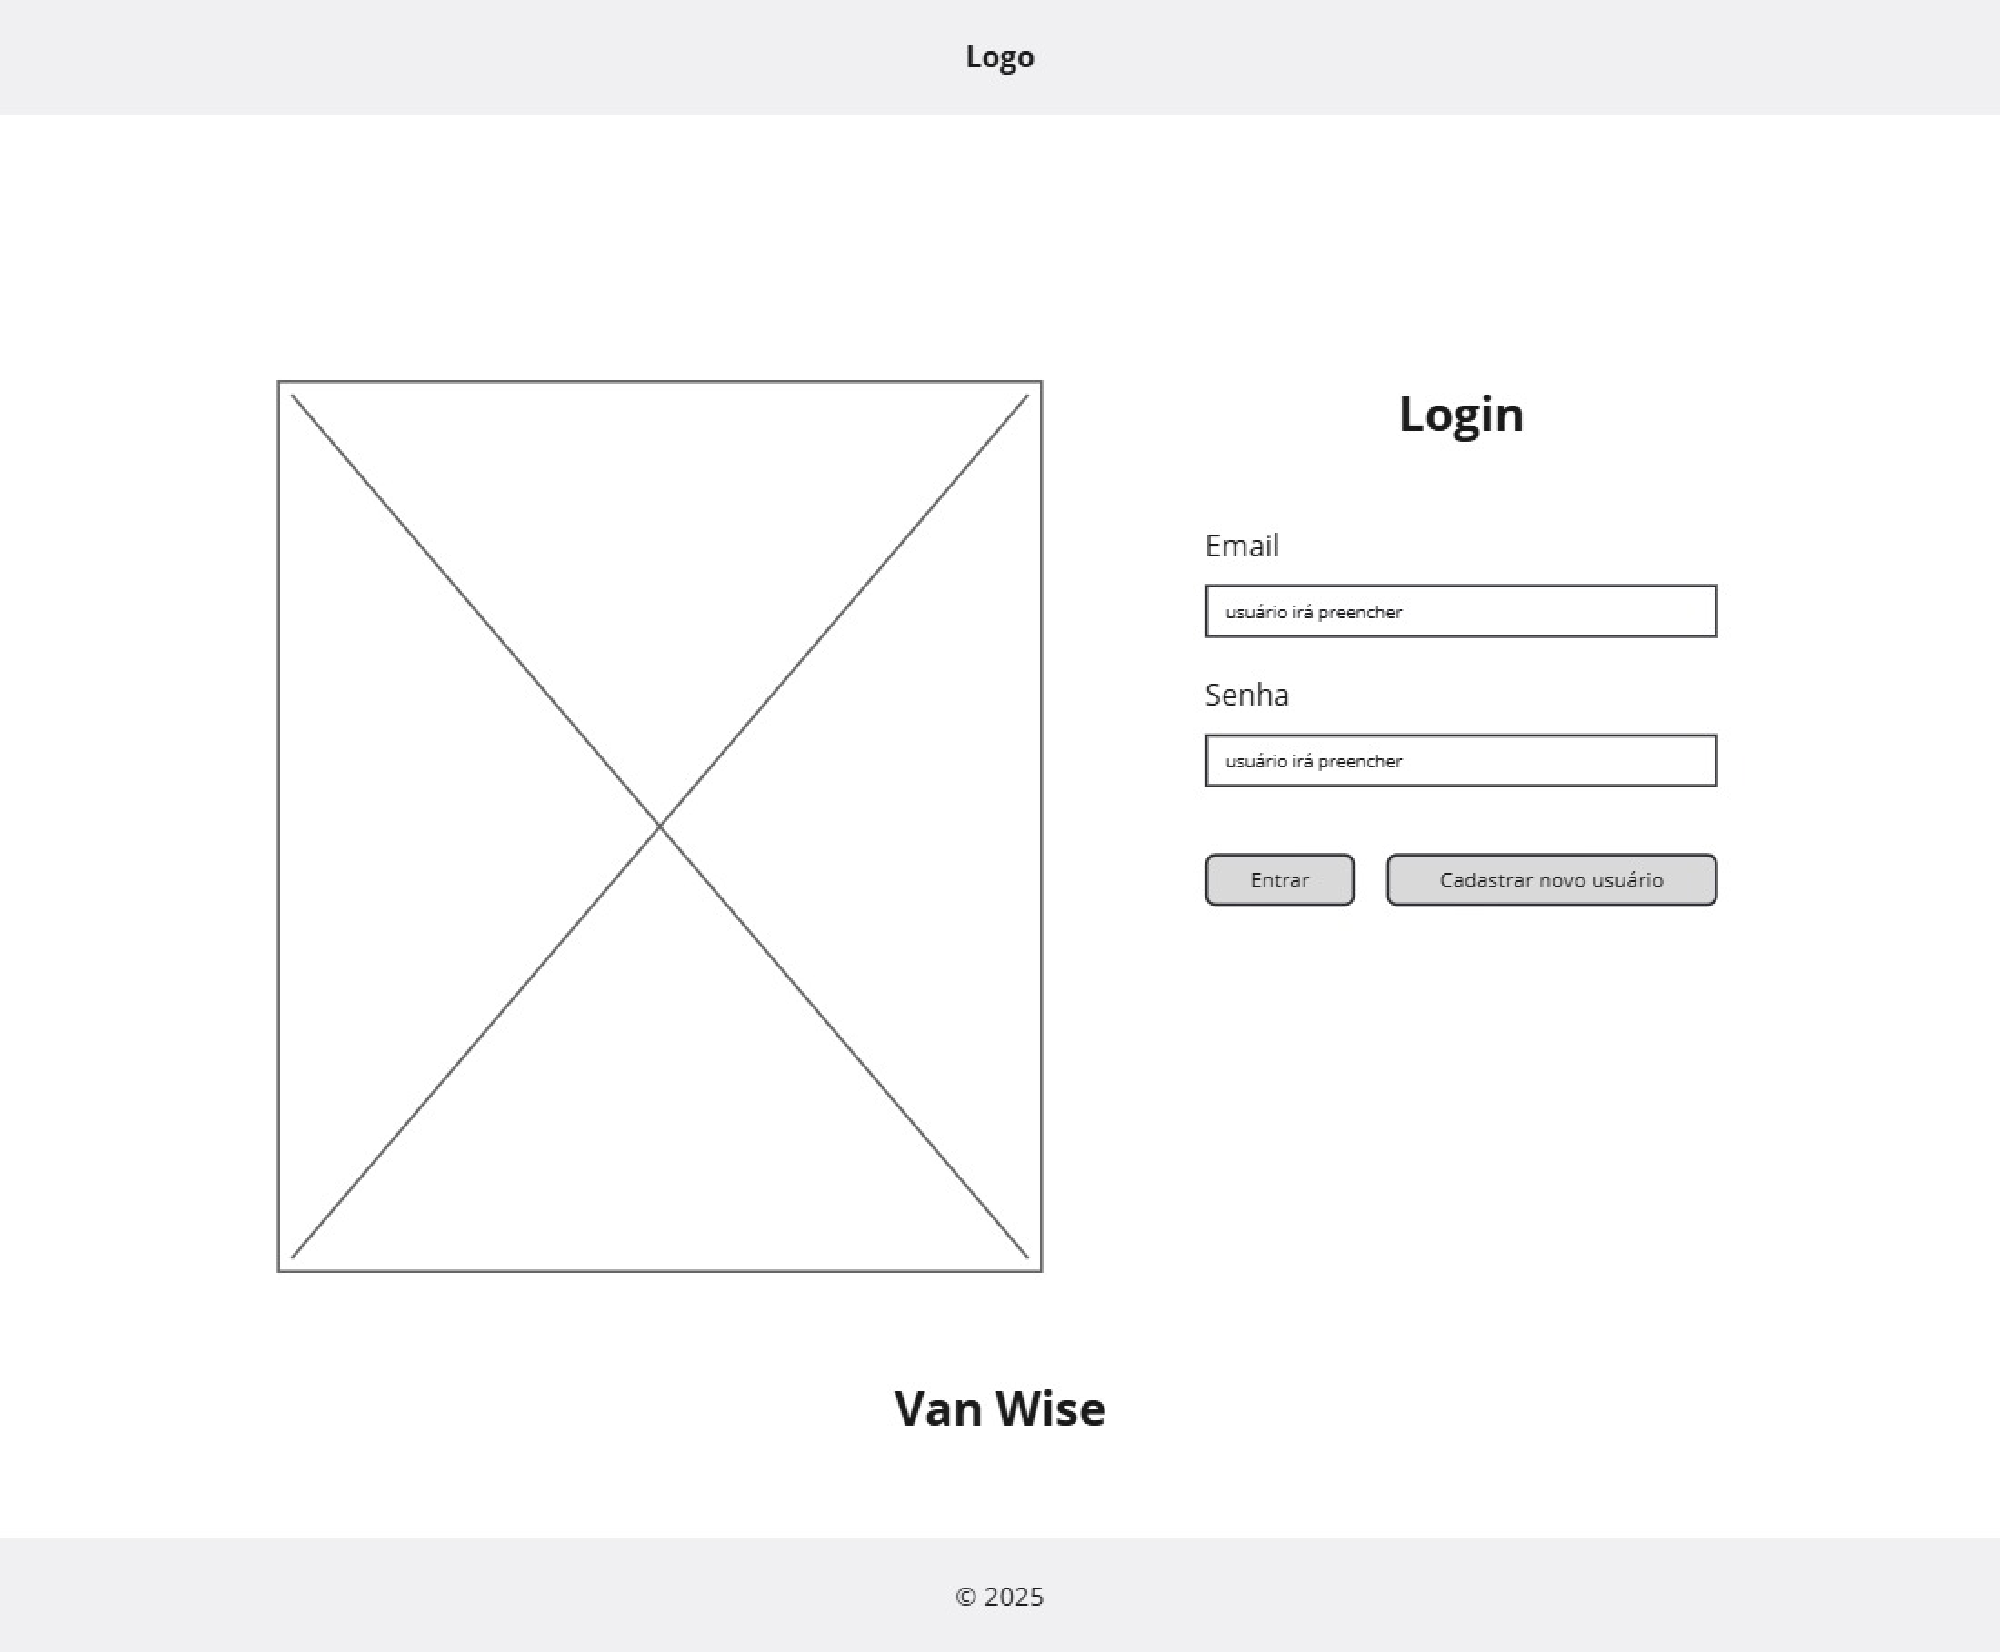 Logo
Login
Email
usuário irá preencher
Senha
usuário irá preencher
Entrar
Cadastrar novo usuário
Van Wise
© 2025